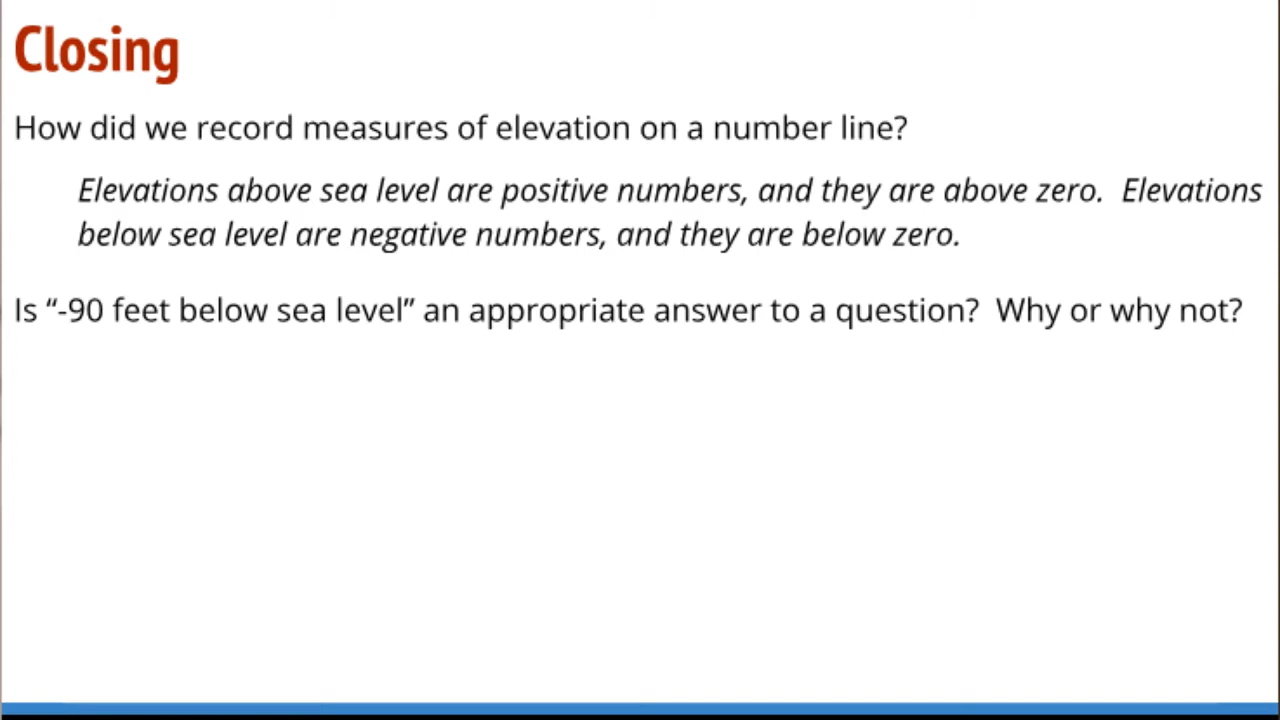 Closing
How did we record measures of elevation on a number line?
Elevations above sea level are positive numbers, and they are above zero.  Elevations
below sea level are negative numbers, and they are below zero.
Is “-90 feet below sea level” an appropriate answer to a question?  Why or why not?